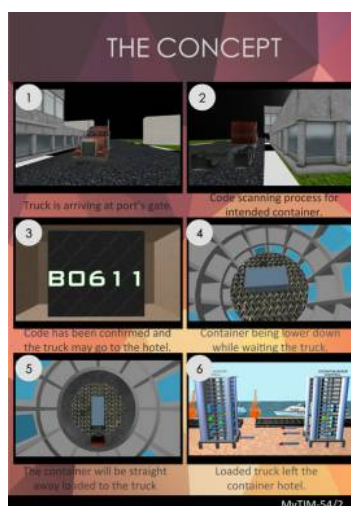 THE CONCEPT
1
2
Truck is arriving at port's gate.
Code scanning process for
intended container.
3
4
B0611
Code has been confirmed and
the truck may go to the hotel.
Container being lower down
while waiting the truck.
5
6
The container will be straight
away loaded to the truck
Loaded truck left the
container hotel.
MyTIM-54/2